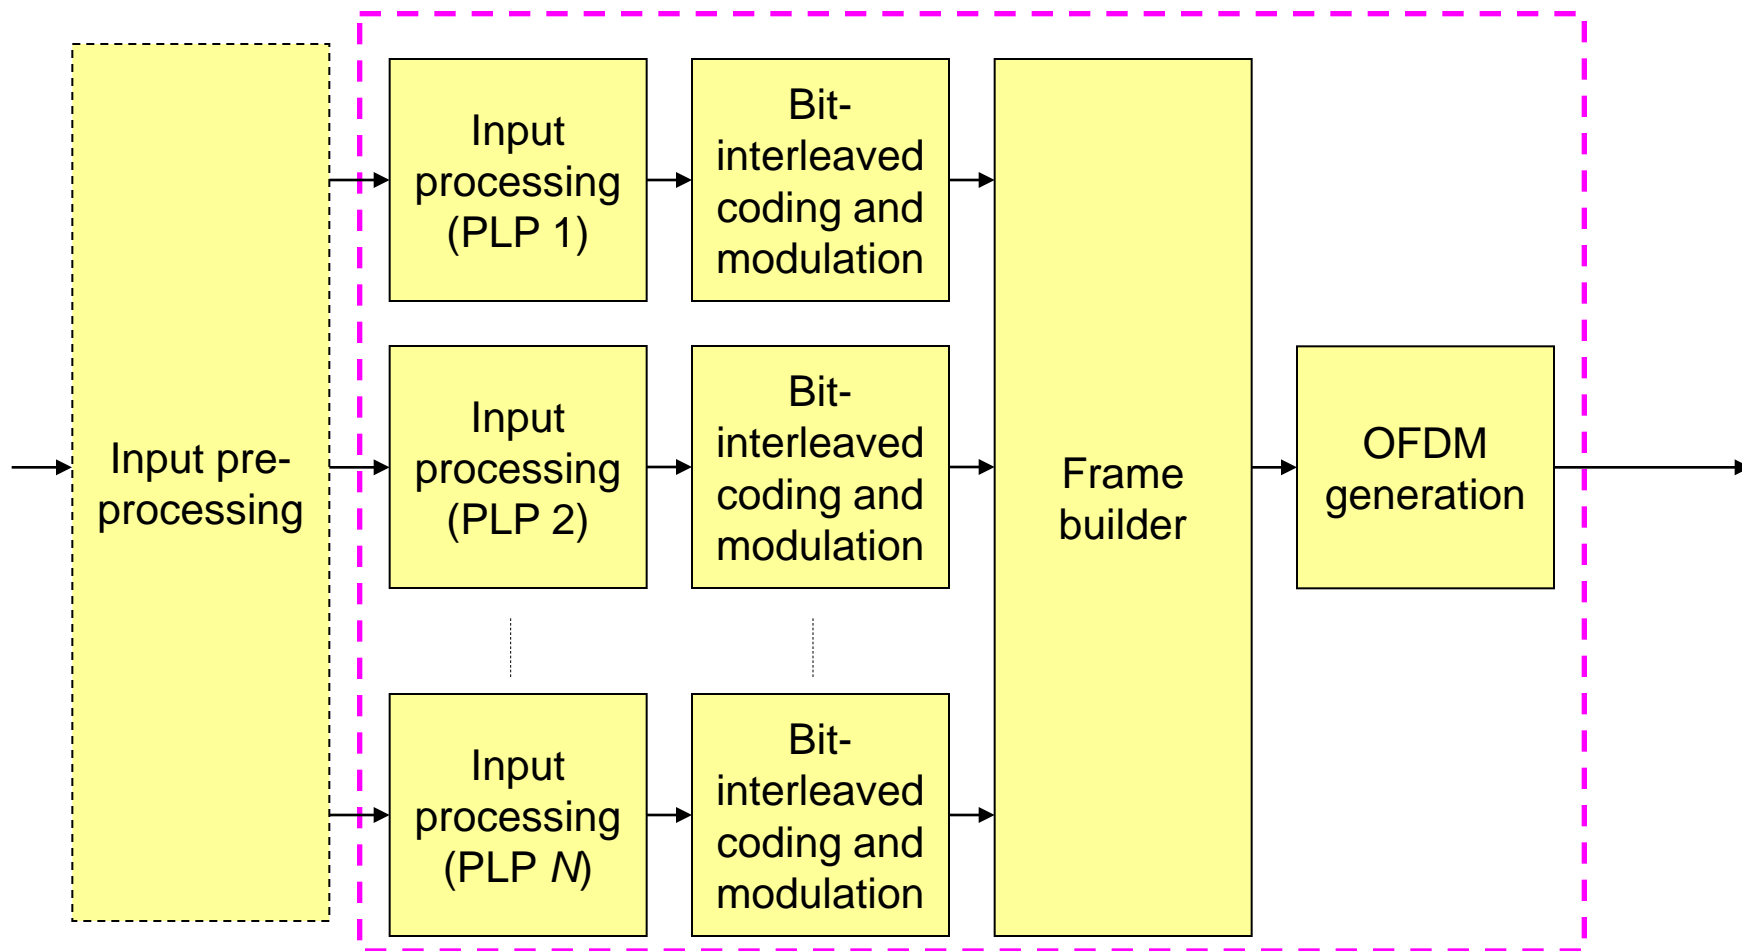 Input pre-
processing
Input
processing
(PLP 1)
Bit-
interleaved
coding and
modulation
Input
processing
(PLP 2)
Bit-
interleaved
coding and
modulation
Input
processing
(PLP N)
Bit-
interleaved
coding and
modulation
Frame
builder
OFDM
generation